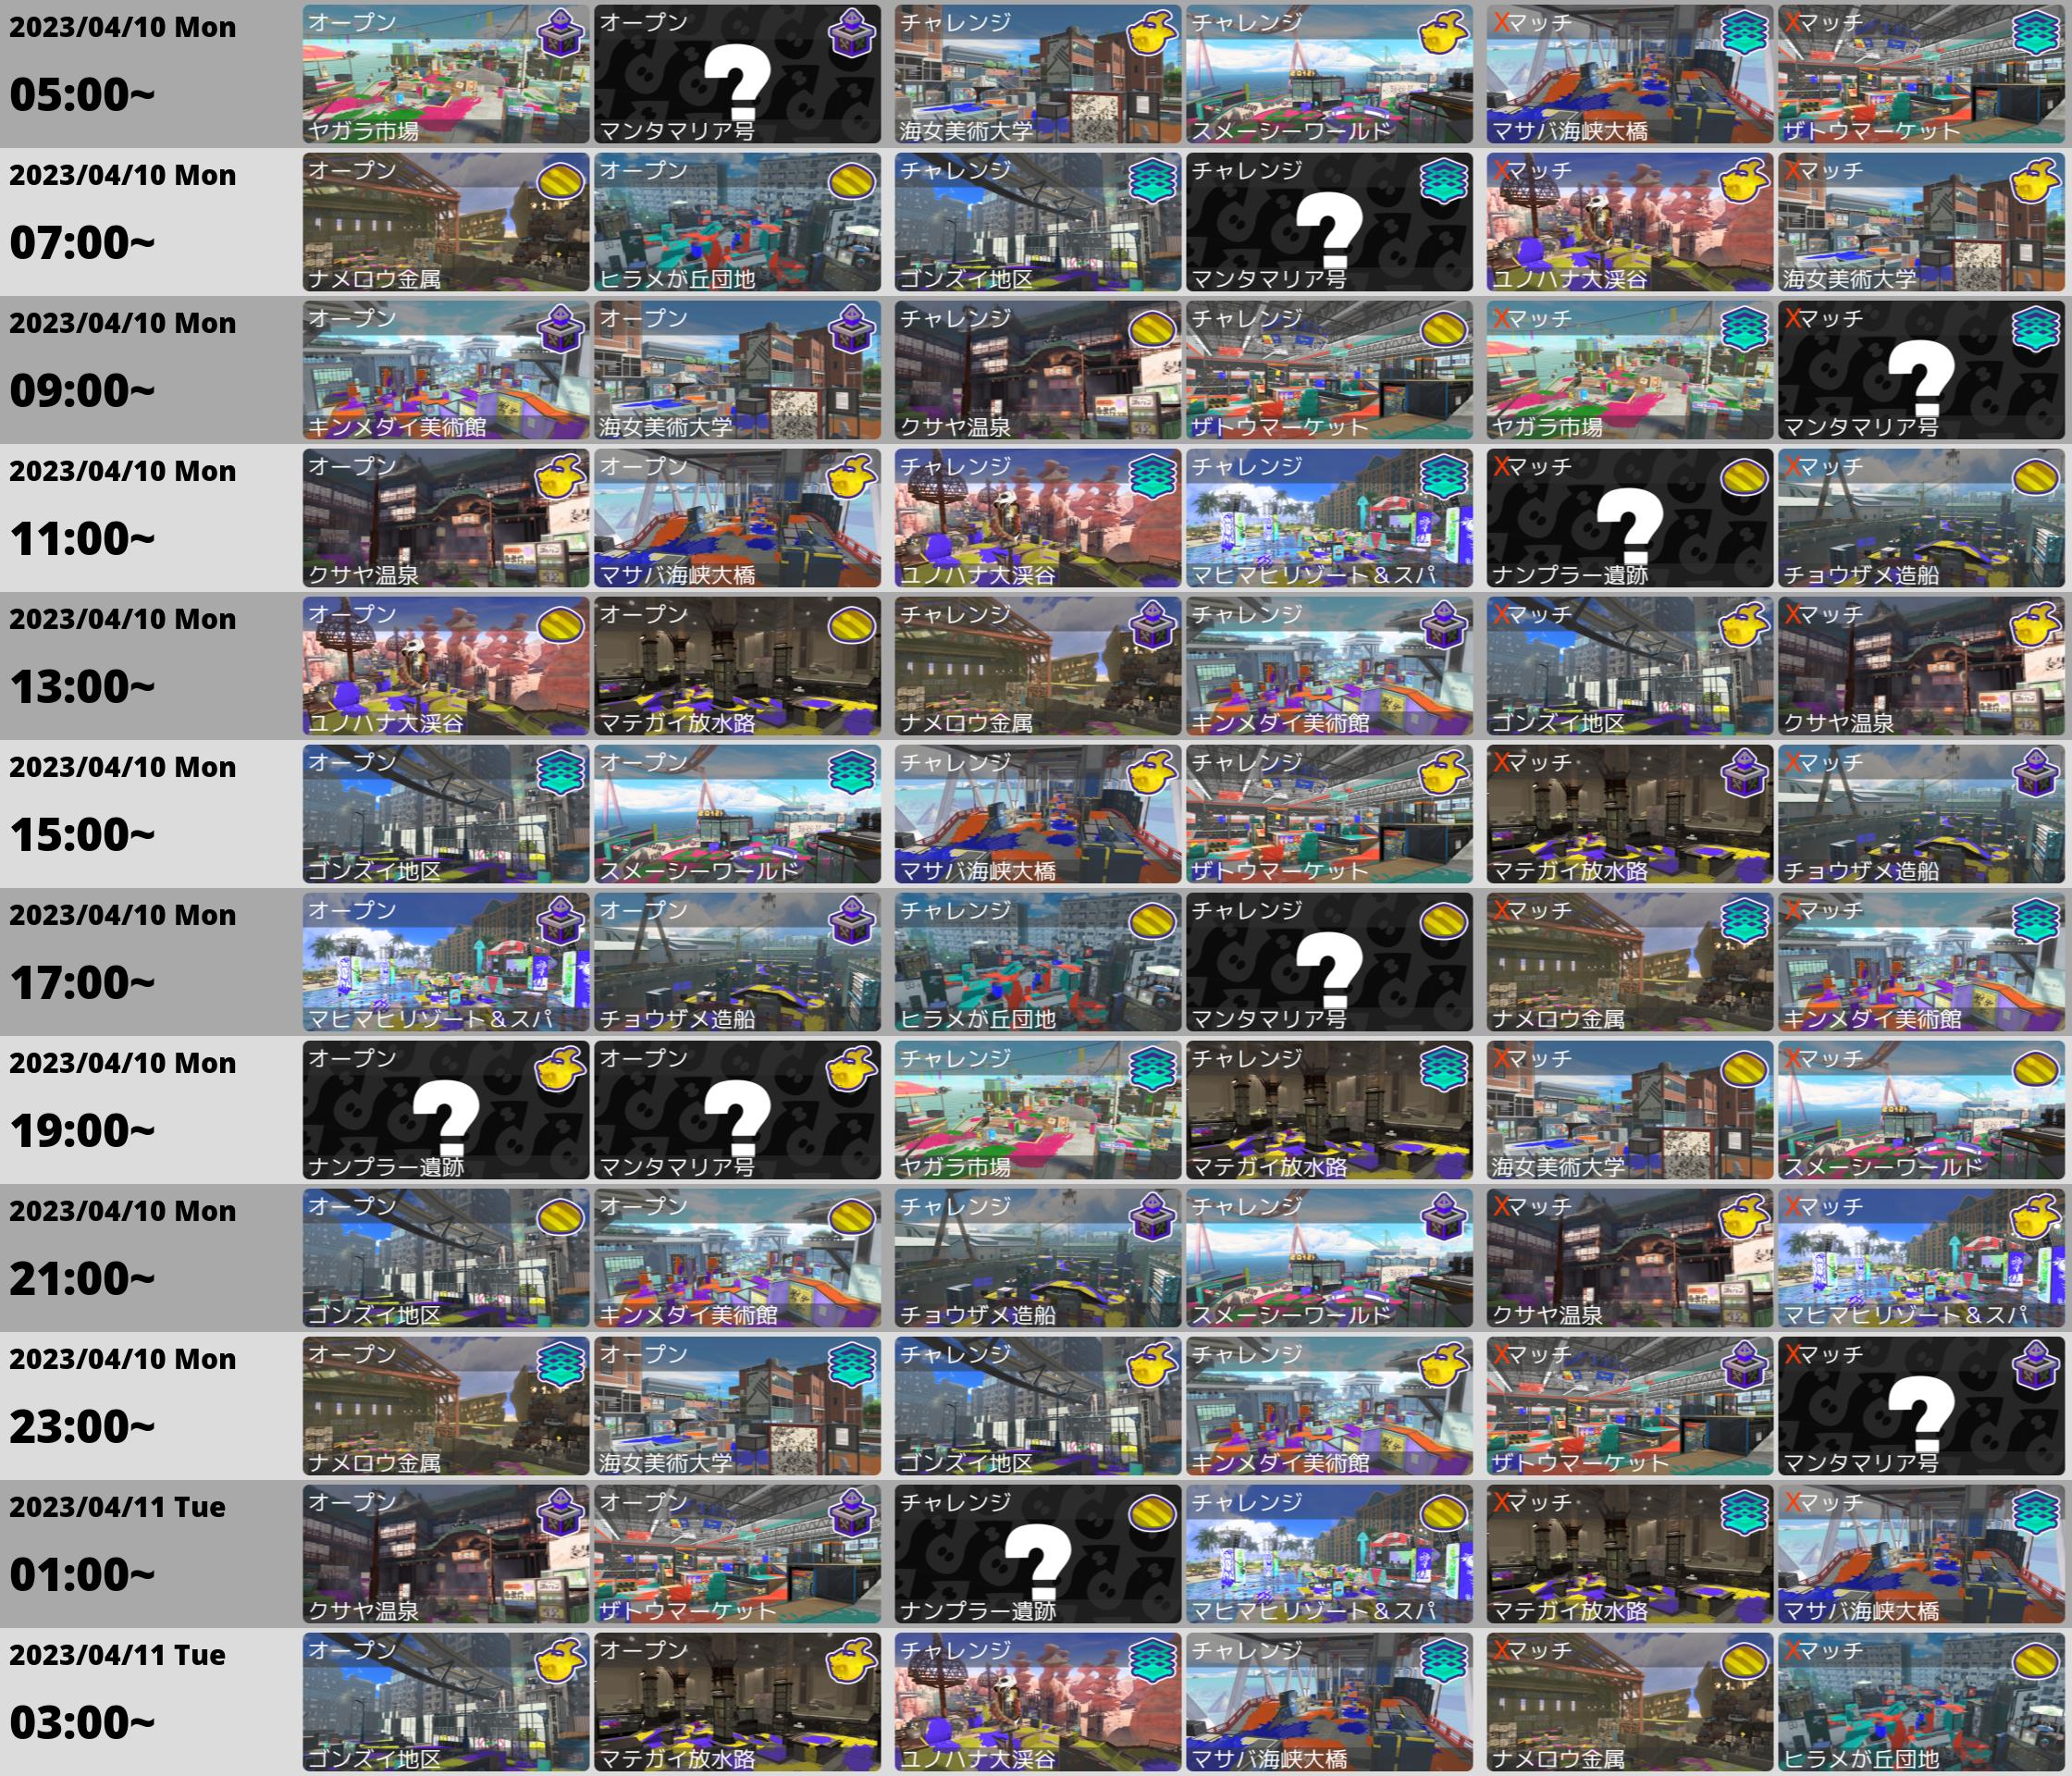 2023/04/10 Mon
05:00~
オープン オープン チャレンジ チャレンジ Xマッチ Xマッチ
ヤガラ市場 マンタマリア号 海女美術大学 スメーシーワールド マサバ海峡大橋 ザトウマーケット
2023/04/10 Mon
07:00~
オープン オープン チャレンジ チャレンジ Xマッチ Xマッチ
ナメロウ金属 ヒラメが丘団地 ゴンズイ地区 マンタマリア号 ユノハナ大渓谷 海女美術大学
2023/04/10 Mon
09:00~
オープン オープン チャレンジ チャレンジ Xマッチ Xマッチ
キンメダイ美術館 海女美術大学 クサヤ温泉 ザトウマーケット ヤガラ市場 マンタマリア号
2023/04/10 Mon
11:00~
オープン オープン チャレンジ チャレンジ Xマッチ Xマッチ
クサヤ温泉 マサバ海峡大橋 ユノハナ大渓谷 マヒマヒリゾート&スパ ナンプラー遺跡 チョウザメ造船
2023/04/10 Mon
13:00~
オープン オープン チャレンジ チャレンジ Xマッチ Xマッチ
ユノハナ大渓谷 マテガイ放水路 ナメロウ金属 キンメダイ美術館 ゴンズイ地区 クサヤ温泉
2023/04/10 Mon
15:00~
オープン オープン チャレンジ チャレンジ Xマッチ Xマッチ
ゴンズイ地区 スメーシーワールド マサバ海峡大橋 ザトウマーケット マテガイ放水路 チョウザメ造船
2023/04/10 Mon
17:00~
オープン オープン チャレンジ チャレンジ Xマッチ Xマッチ
マヒマヒリゾート&スパ チョウザメ造船 ヒラメが丘団地 マンタマリア号 ナメロウ金属 キンメダイ美術館
2023/04/10 Mon
19:00~
オープン オープン チャレンジ チャレンジ Xマッチ Xマッチ
ナンプラー遺跡 マンタマリア号 ヤガラ市場 マテガイ放水路 海女美術大学 スメーシーワールド
2023/04/10 Mon
21:00~
オープン オープン チャレンジ チャレンジ Xマッチ Xマッチ
ゴンズイ地区 キンメダイ美術館 チョウザメ造船 スメーシーワールド クサヤ温泉 マヒマヒリゾート&スパ
2023/04/10 Mon
23:00~
オープン オープン チャレンジ チャレンジ Xマッチ Xマッチ
ナメロウ金属 海女美術大学 ゴンズイ地区 キンメダイ美術館 ザトウマーケット マンタマリア号
2023/04/11 Tue
01:00~
オープン オープン チャレンジ チャレンジ Xマッチ Xマッチ
クサヤ温泉 ザトウマーケット ナンプラー遺跡 マヒマヒリゾート&スパ マテガイ放水路 マサバ海峡大橋
2023/04/11 Tue
03:00~
オープン オープン チャレンジ チャレンジ Xマッチ Xマッチ
ゴンズイ地区 マテガイ放水路 ユノハナ大渓谷 マサバ海峡大橋 ナメロウ金属 ヒラメが丘団地